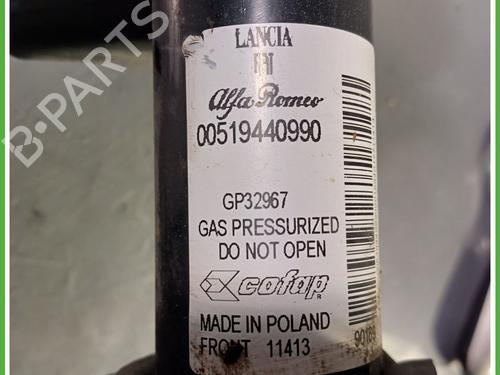 LANCIA
Alfa Romeo
00519440990
GP32967
GAS PRESSURIZED
DO NOT OPEN
cofap
R
MADE IN POLAND
FRONT 11413
B-Parts